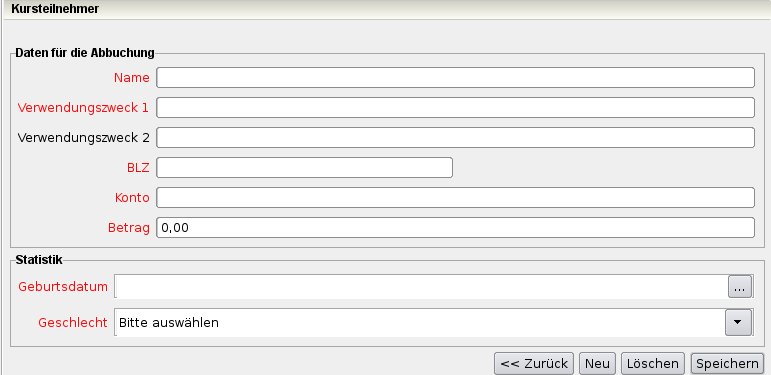 Kursteilnehmer
Daten für die Abbuchung
Name
Verwendungszweck 1
Verwendungszweck 2
BLZ
Konto
Betrag 0,00
Statistik
Geburtsdatum ...
Geschlecht Bitte auswählen
<< Zurück Neu Löschen Speichern